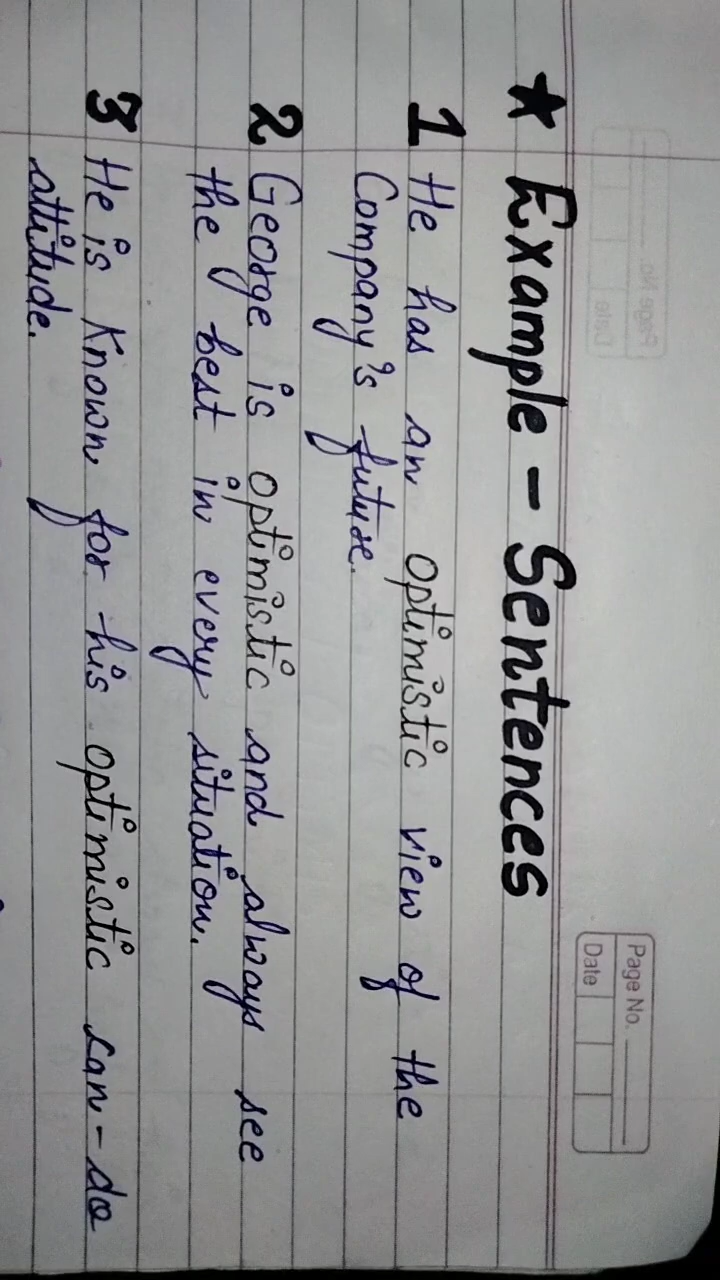 Page No.
Date
★ Example - Sentences
1 He has an optimistic view of the
Company's future.
2 George is optimistic and always see
the best in every situation.
3 He is known for his optimistic can-do
attitude.